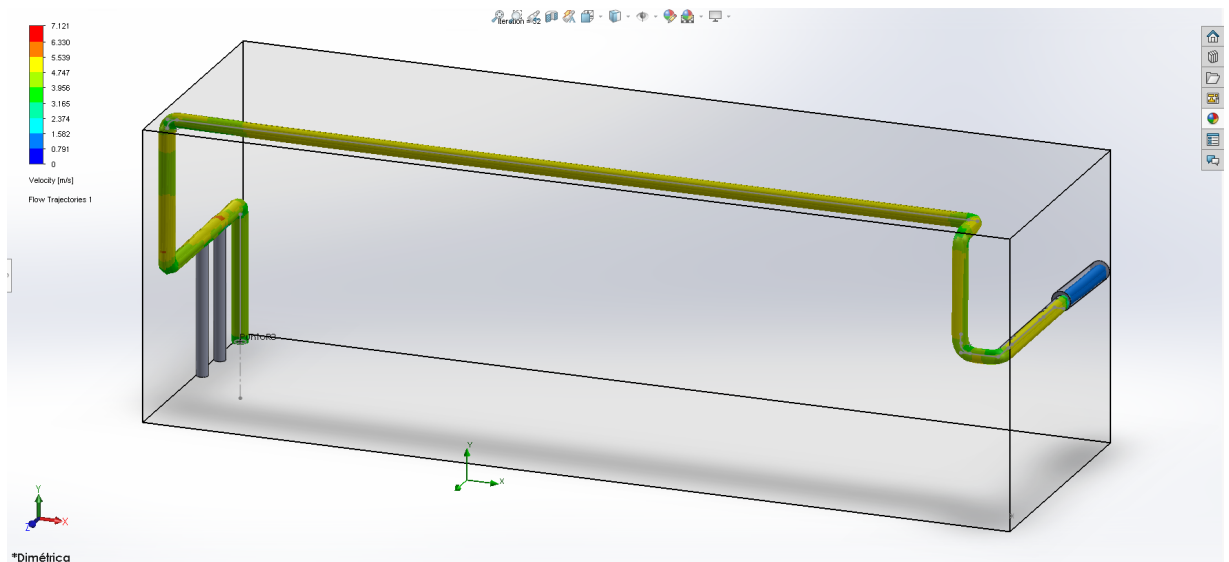 Iteration = 32
7.121
6.330
5.539
4.747
3.956
3.165
2.374
1.582
0.791
0
Velocity [m/s]
Flow Trajectories 1
Y
X
Y
X
Z
*Dimétrica